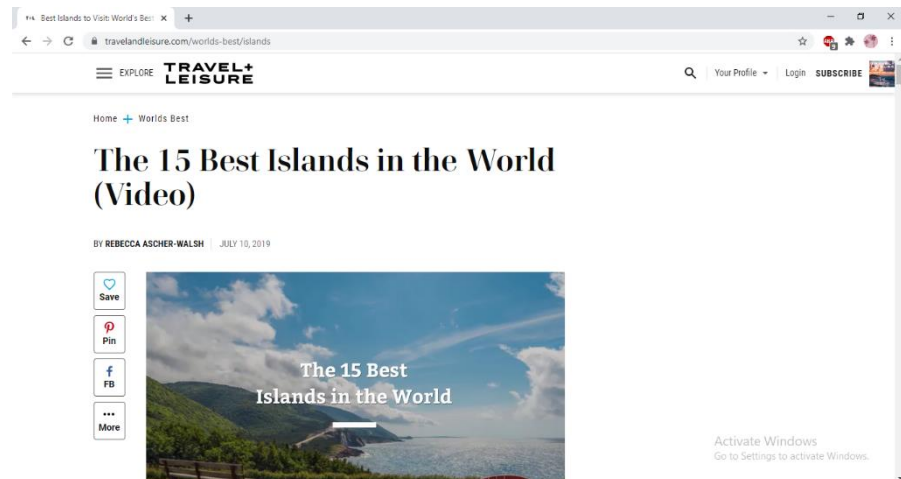 T+L Best Islands to Visit: World's Best
travelandleisure.com/worlds-best/islands
EXPLORE TRAVEL+
LEISURE
Your Profile Login SUBSCRIBE
Home + Worlds Best
The 15 Best Islands in the World
(Video)
BY REBECCA ASCHER-WALSH | JULY 10, 2019
Save
Pin
FB
More
The 15 Best
Islands in the World
Activate Windows
Go to Settings to activate Windows.